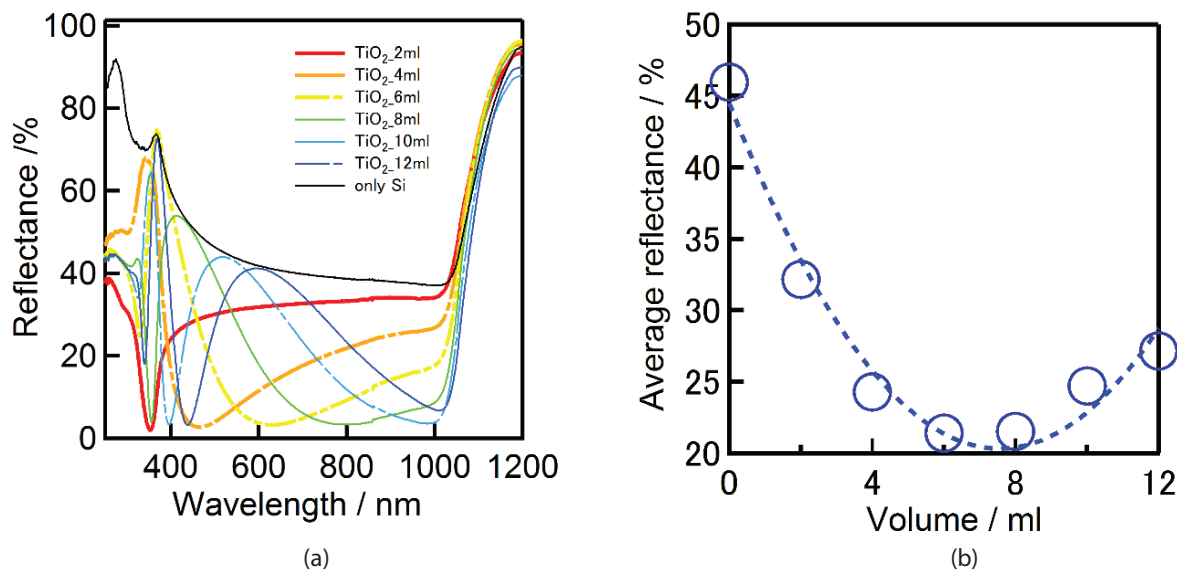 100
80
60
40
20
0
Reflectance /%
TiO₂_2ml
TiO₂_4ml
TiO₂_6ml
TiO₂_8ml
TiO₂_10ml
TiO₂_12ml
only Si
400 600 800 1000 1200
Wavelength / nm
(a)
50
45
40
35
30
25
20
Average reflectance / %
0 4 8 12
Volume / ml
(b)